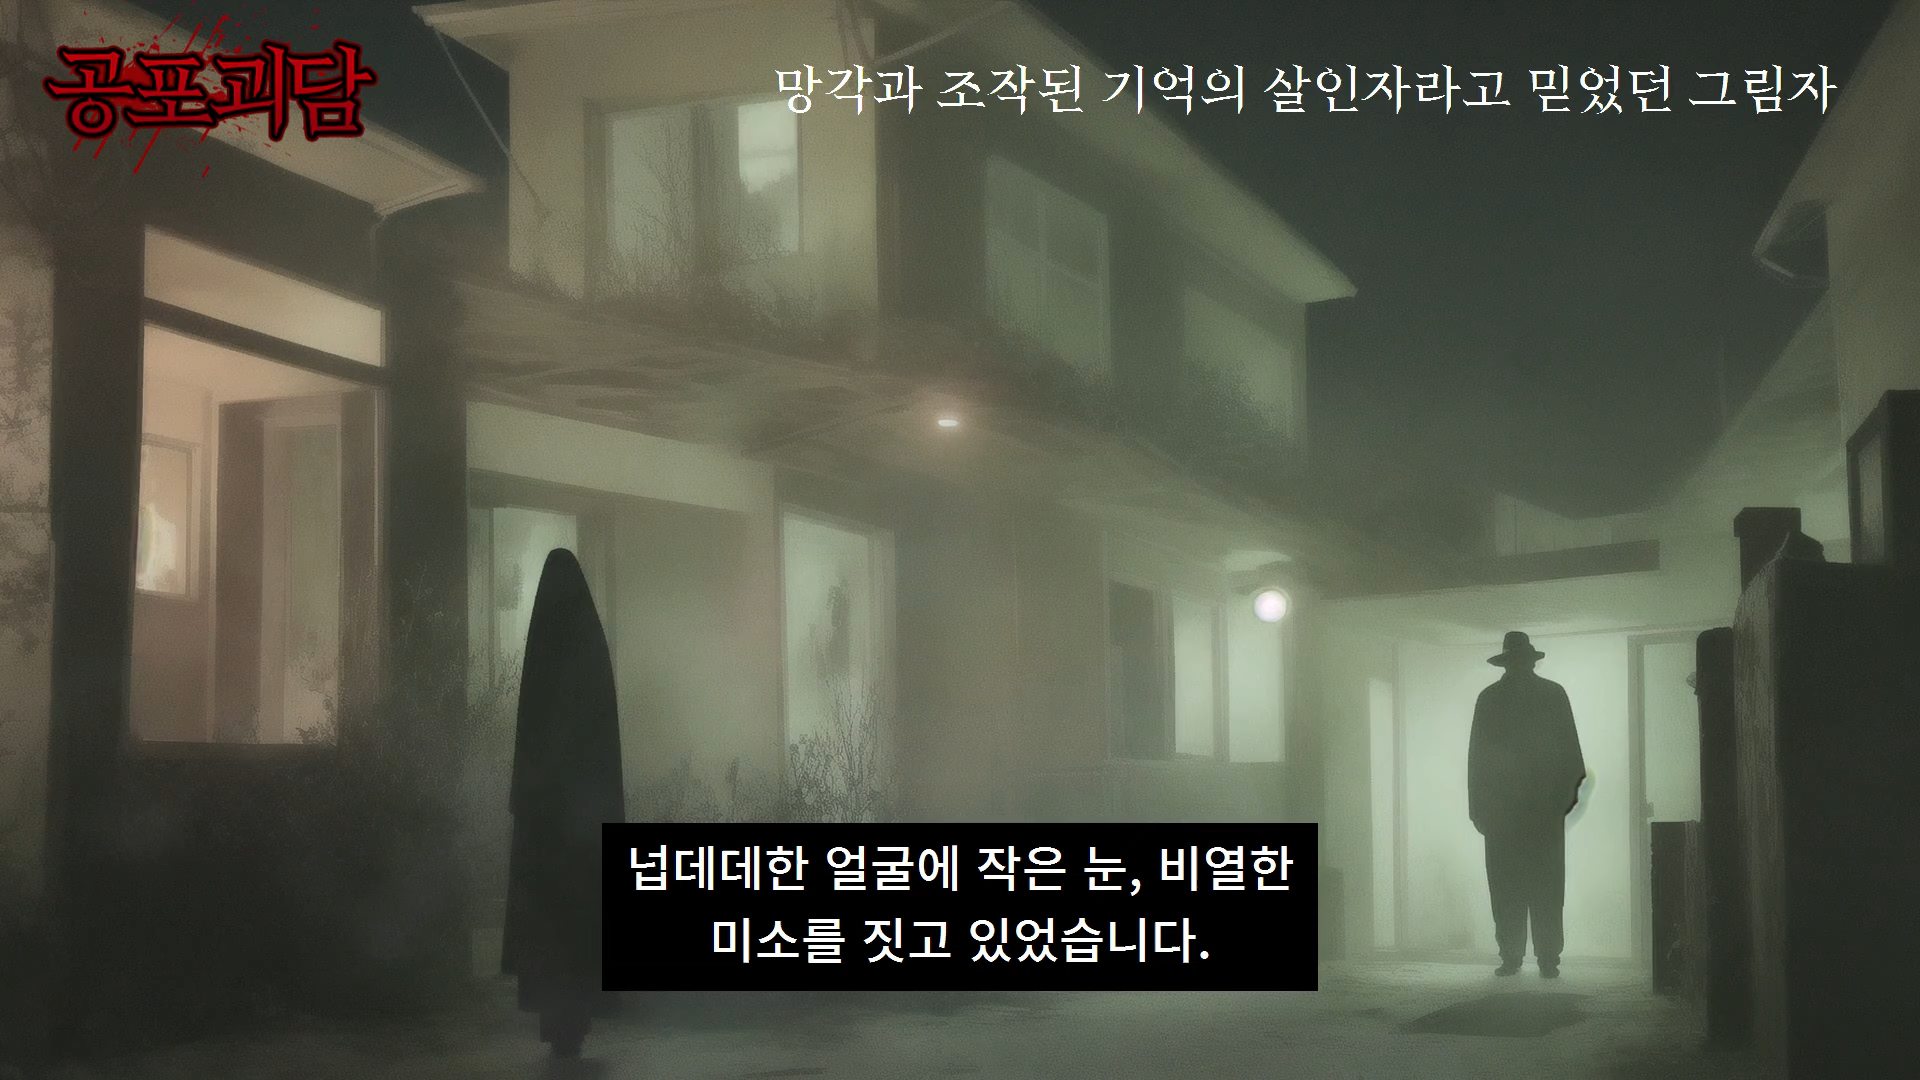 공포괴담
망각과 조작된 기억의 살인자라고 믿었던 그림자
넙데데한 얼굴에 작은 눈, 비열한
미소를 짓고 있었습니다.